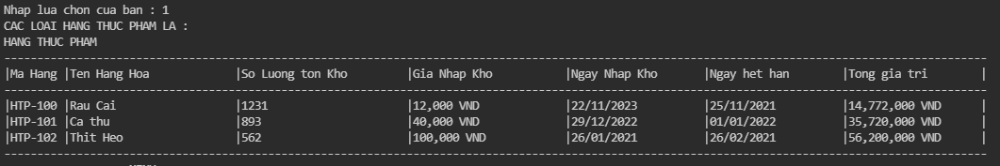 Nhap lua chon cua ban : 1
CAC LOAI HANG THUC PHAM LA :
HANG THUC PHAM
|Ma Hang |Ten Hang Hoa |So Luong ton Kho |Gia Nhap Kho |Ngay Nhap Kho |Ngay het han |Tong gia tri |
|HTP-100 |Rau Cai |1231 |12,000 VND |22/11/2023 |25/11/2021 |14,772,000 VND |
|HTP-101 |Ca thu |893 |40,000 VND |29/12/2022 |01/01/2022 |35,720,000 VND |
|HTP-102 |Thit Heo |562 |100,000 VND |26/01/2021 |26/02/2021 |56,200,000 VND |